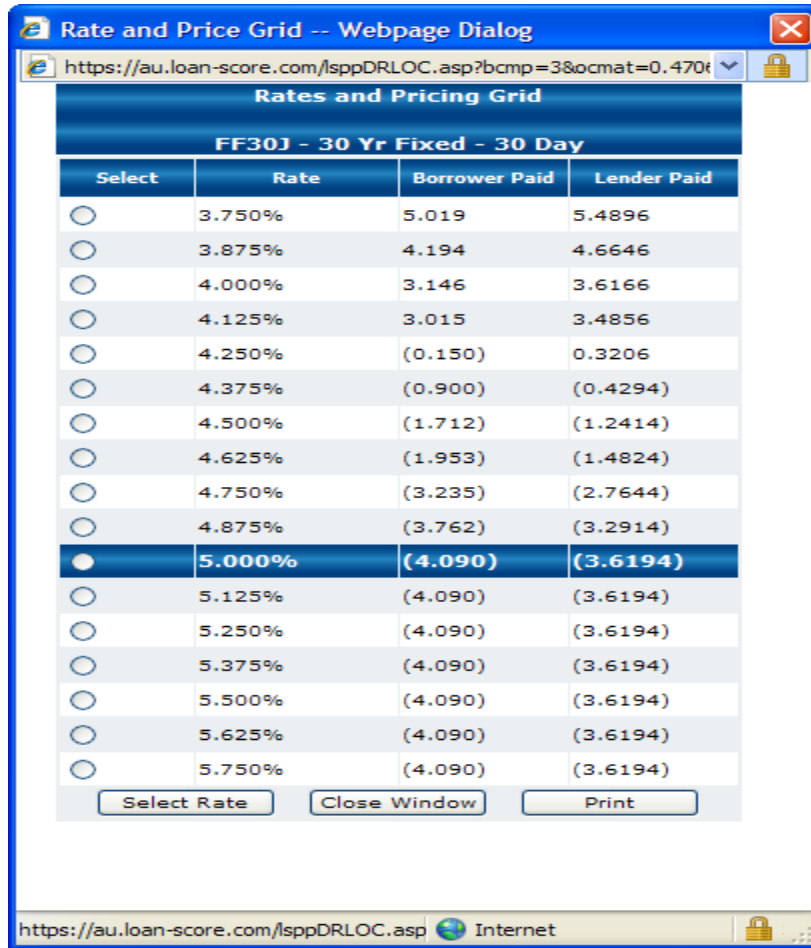 Rate and Price Grid -- Webpage Dialog
https://au.loan-score.com/lsppDRLOC.asp?bcmp=3&ocmat=0.470
Rates and Pricing Grid
FF30J - 30 Yr Fixed - 30 Day
Select Rate Borrower Paid Lender Paid
3.750% 5.019 5.4896
3.875% 4.194 4.6646
4.000% 3.146 3.6166
4.125% 3.015 3.4856
4.250% (0.150) 0.3206
4.375% (0.900) (0.4294)
4.500% (1.712) (1.2414)
4.625% (1.953) (1.4824)
4.750% (3.235) (2.7644)
4.875% (3.762) (3.2914)
5.000% (4.090) (3.6194)
5.125% (4.090) (3.6194)
5.250% (4.090) (3.6194)
5.375% (4.090) (3.6194)
5.500% (4.090) (3.6194)
5.625% (4.090) (3.6194)
5.750% (4.090) (3.6194)
Select Rate Close Window Print
https://au.loan-score.com/lsppDRLOC.asp Internet